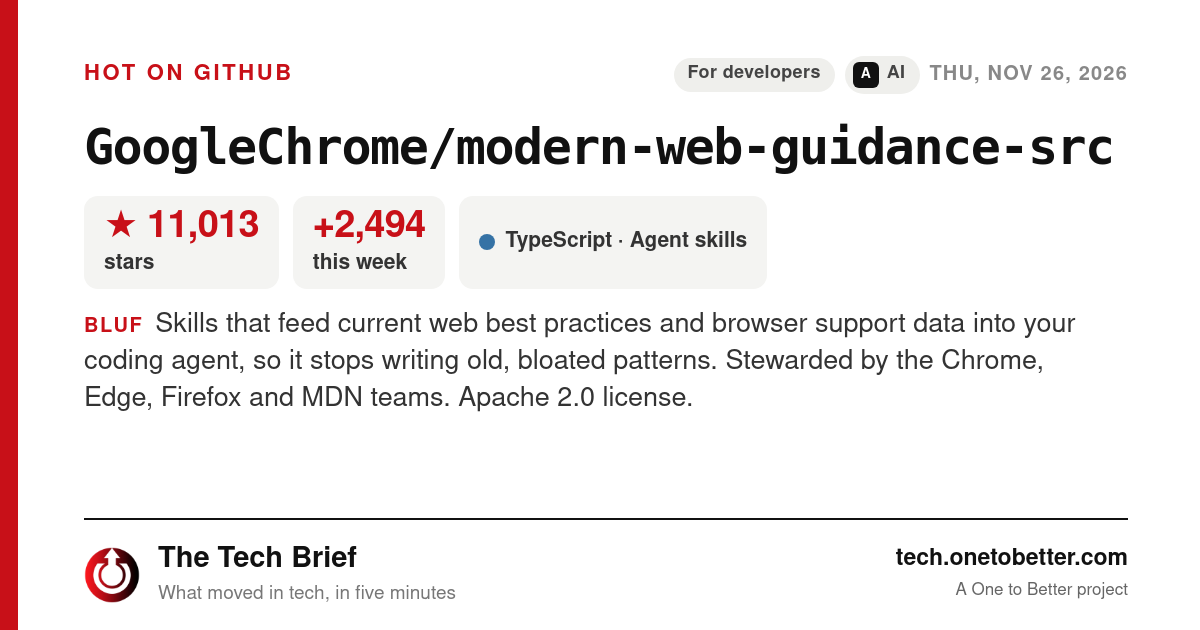 HOT ON GITHUB
For developers
A AI
THU, NOV 26, 2026
GoogleChrome/modern-web-guidance-src
★ 11,013
stars
+2,494
this week
TypeScript · Agent skills
BLUF Skills that feed current web best practices and browser support data into your
coding agent, so it stops writing old, bloated patterns. Stewarded by the Chrome,
Edge, Firefox and MDN teams. Apache 2.0 license.
The Tech Brief
What moved in tech, in five minutes
tech.onetobetter.com
A One to Better project